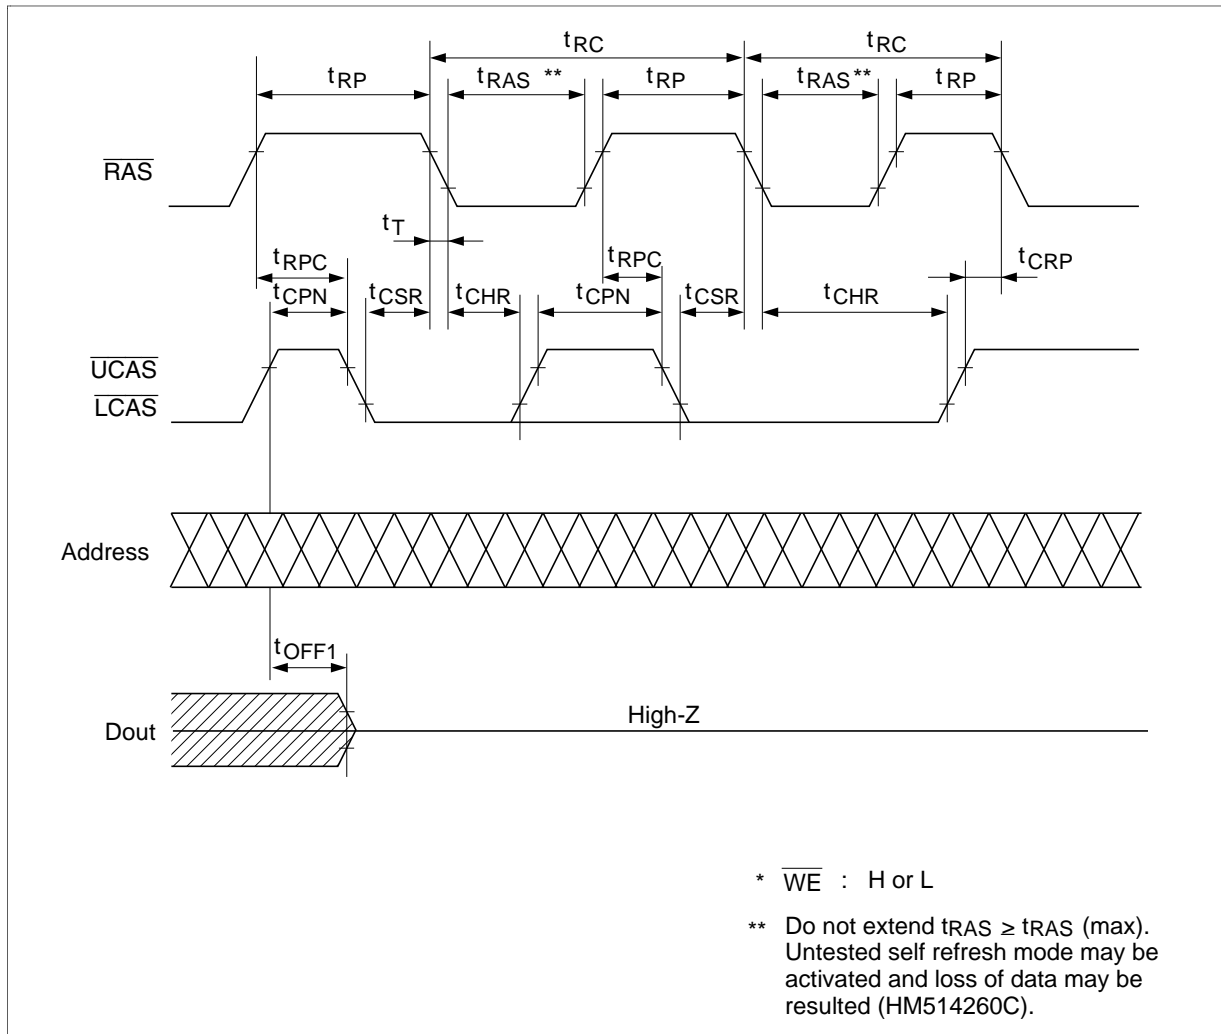 tRC tRC
tRP tRAS ** tRP tRAS** tRP
RAS
tT
tRPC tRPC tCRP
tCPN tCSR tCHR tCPN tCSR tCHR
UCAS
LCAS
Address
tOFF1
High-Z
Dout
* WE : H or L
** Do not extend tRAS ≥ tRAS (max).
Untested self refresh mode may be
activated and loss of data may be
resulted (HM514260C).